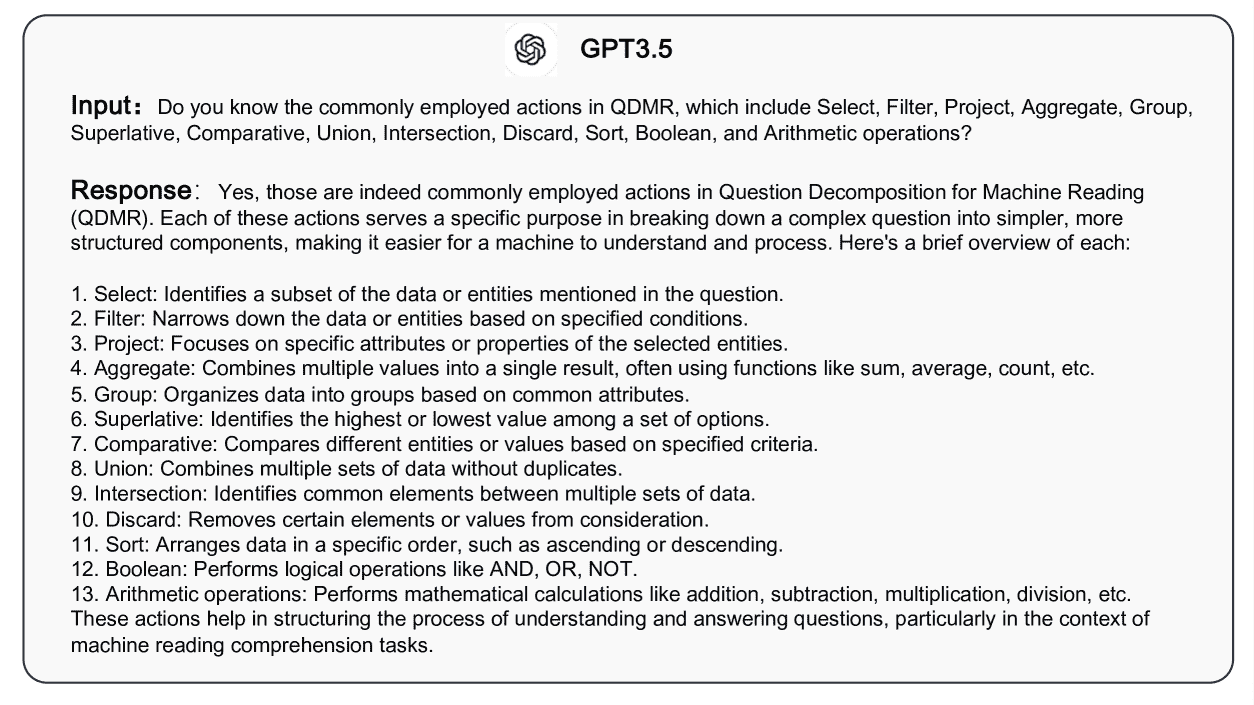 GPT3.5
Input： Do you know the commonly employed actions in QDMR, which include Select, Filter, Project, Aggregate, Group,
Superlative, Comparative, Union, Intersection, Discard, Sort, Boolean, and Arithmetic operations?
Response： Yes, those are indeed commonly employed actions in Question Decomposition for Machine Reading
(QDMR). Each of these actions serves a specific purpose in breaking down a complex question into simpler, more
structured components, making it easier for a machine to understand and process. Here's a brief overview of each:
1. Select: Identifies a subset of the data or entities mentioned in the question.
2. Filter: Narrows down the data or entities based on specified conditions.
3. Project: Focuses on specific attributes or properties of the selected entities.
4. Aggregate: Combines multiple values into a single result, often using functions like sum, average, count, etc.
5. Group: Organizes data into groups based on common attributes.
6. Superlative: Identifies the highest or lowest value among a set of options.
7. Comparative: Compares different entities or values based on specified criteria.
8. Union: Combines multiple sets of data without duplicates.
9. Intersection: Identifies common elements between multiple sets of data.
10. Discard: Removes certain elements or values from consideration.
11. Sort: Arranges data in a specific order, such as ascending or descending.
12. Boolean: Performs logical operations like AND, OR, NOT.
13. Arithmetic operations: Performs mathematical calculations like addition, subtraction, multiplication, division, etc.
These actions help in structuring the process of understanding and answering questions, particularly in the context of
machine reading comprehension tasks.